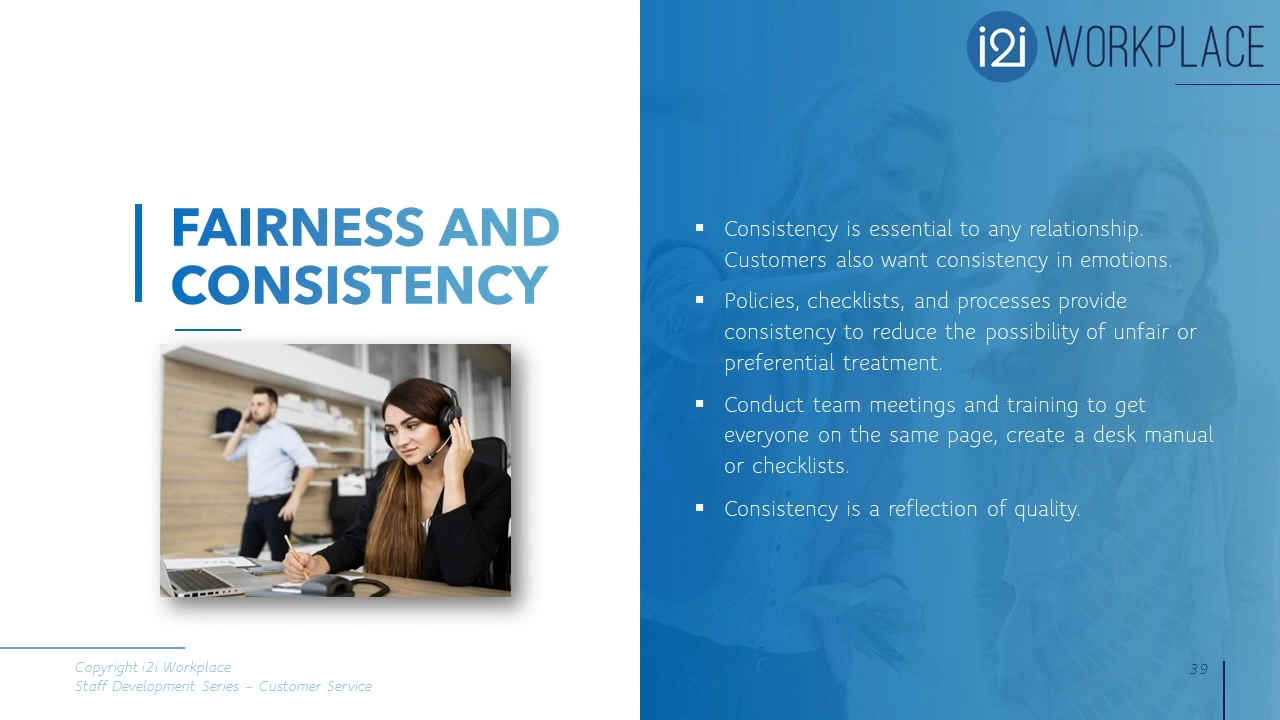 i2i WORKPLACE
FAIRNESS AND
CONSISTENCY
▪ Consistency is essential to any relationship.
Customers also want consistency in emotions.
▪ Policies, checklists, and processes provide
consistency to reduce the possibility of unfair or
preferential treatment.
▪ Conduct team meetings and training to get
everyone on the same page, create a desk manual
or checklists.
▪ Consistency is a reflection of quality.
Copyright i2i Workplace
Staff Development Series – Customer Service
39